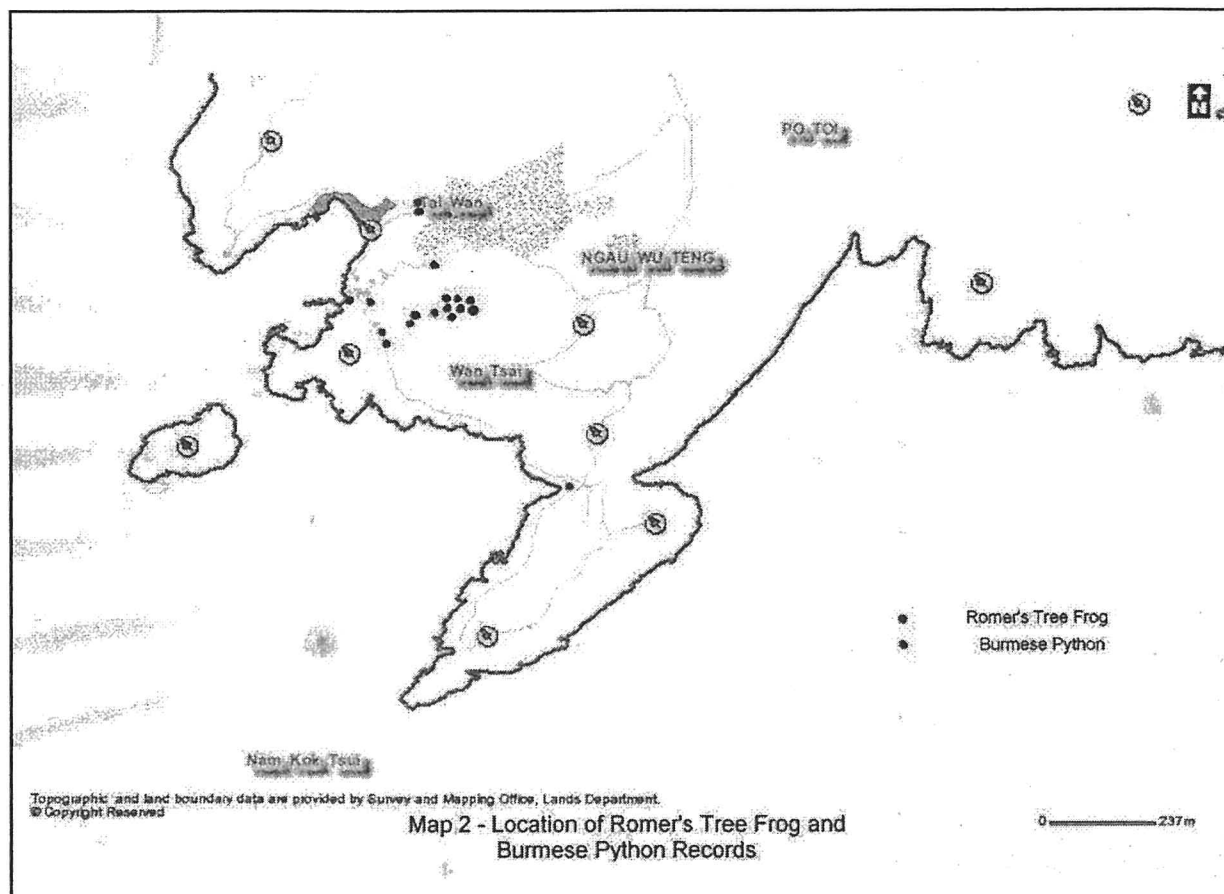 N
PO TOI
Tai Wan
NGAU WU TENG
Wan Tsai
Romer's Tree Frog
Burmese Python
Nam Kok Tsui
Topographic and land boundary data are provided by Survey and Mapping Office, Lands Department.
© Copyright Reserved
Map 2 - Location of Romer's Tree Frog and
Burmese Python Records
0 237m